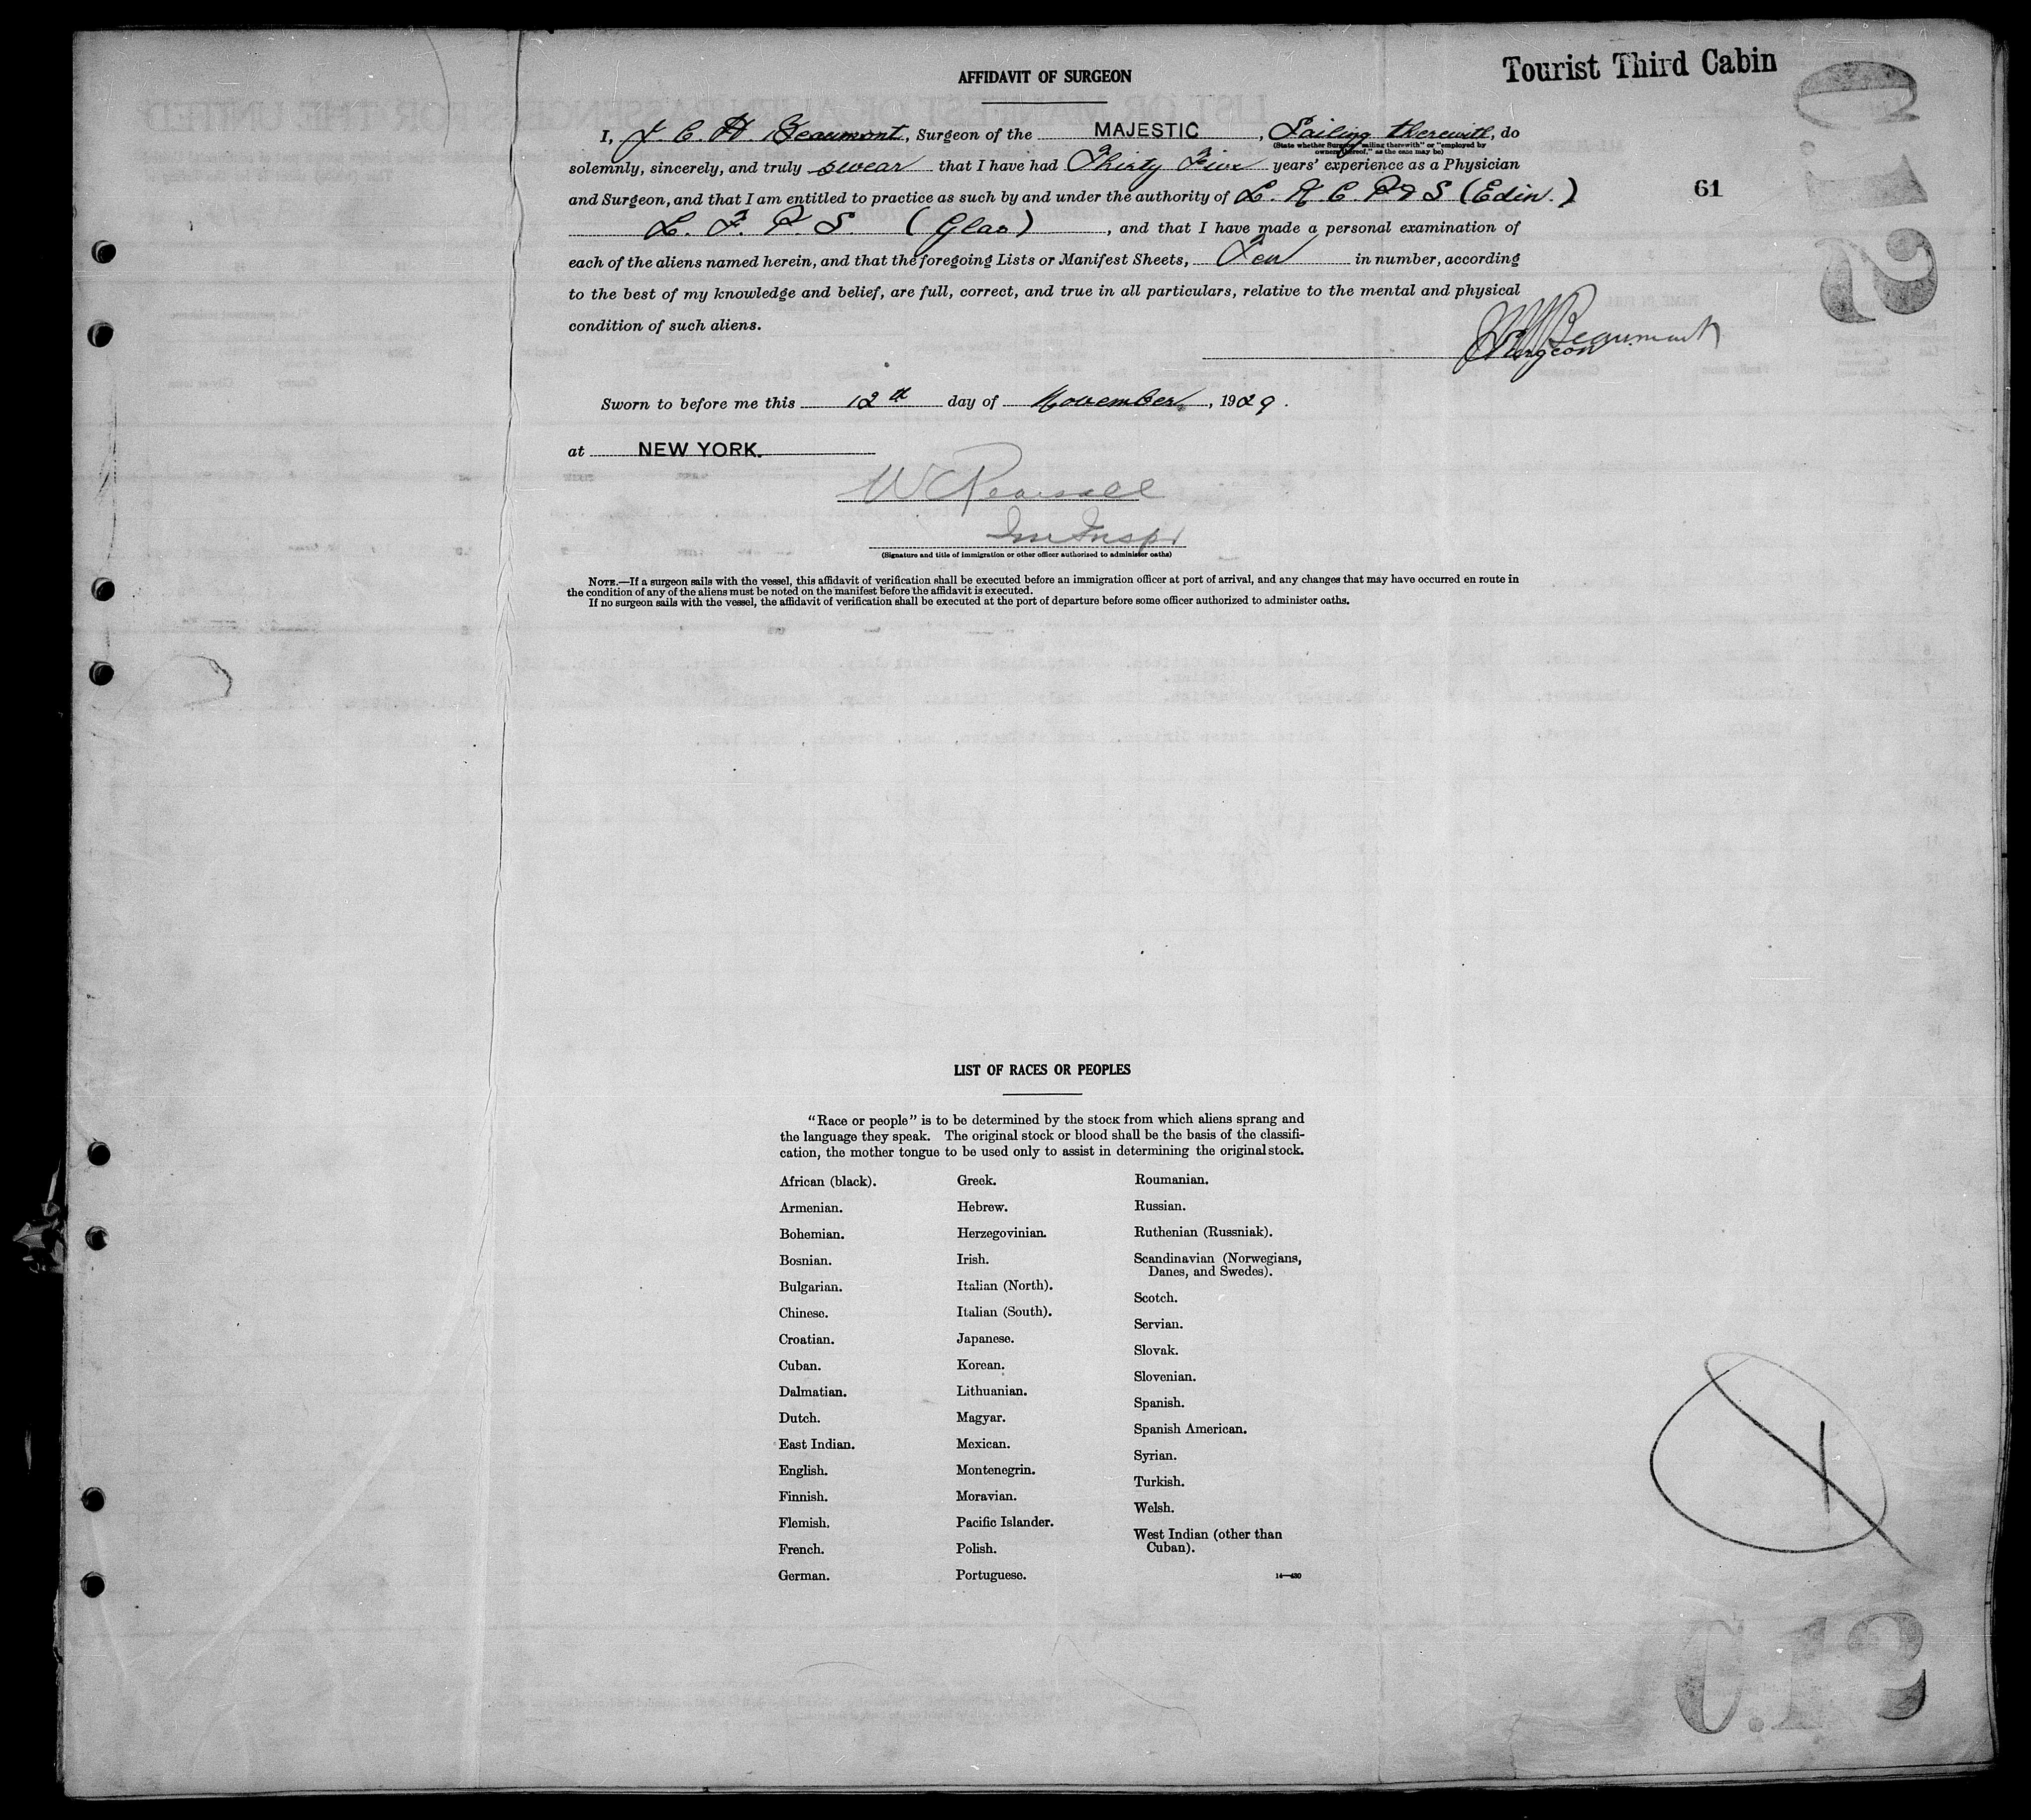 Tourist Third Cabin
AFFIDAVIT OF SURGEON
I, J. C. H. Beaumont, Surgeon of the MAJESTIC, Sailing therewith, do
(State whether Surgeon "sailing therewith" or "employed by
owners thereof," as the case may be)
solemnly, sincerely, and truly swear that I have had Thirty Five years' experience as a Physician
and Surgeon, and that I am entitled to practice as such by and under the authority of L. R. C. P & S (Edin.)
61
L. F. P. S. (Glas), and that I have made a personal examination of
each of the aliens named herein, and that the foregoing Lists or Manifest Sheets, Ten in number, according
to the best of my knowledge and belief, are full, correct, and true in all particulars, relative to the mental and physical
condition of such aliens.
JCHBeaumont
Surgeon
Sworn to before me this 12th day of November, 1929.
at NEW YORK.
W Pearsall
Imm Inspr
(Signature and title of immigration or other officer authorized to administer oaths)
NOTE.—If a surgeon sails with the vessel, this affidavit of verification shall be executed before an immigration officer at port of arrival, and any changes that may have occurred en route in
the condition of any of the aliens must be noted on the manifest before the affidavit is executed.
If no surgeon sails with the vessel, the affidavit of verification shall be executed at the port of departure before some officer authorized to administer oaths.
LIST OF RACES OR PEOPLES
"Race or people" is to be determined by the stock from which aliens sprang and
the language they speak. The original stock or blood shall be the basis of the classifi-
cation, the mother tongue to be used only to assist in determining the original stock.
African (black).
Armenian.
Bohemian.
Bosnian.
Bulgarian.
Chinese.
Croatian.
Cuban.
Dalmatian.
Dutch.
East Indian.
English.
Finnish.
Flemish.
French.
German.
Greek.
Hebrew.
Herzegovinian.
Irish.
Italian (North).
Italian (South).
Japanese.
Korean.
Lithuanian.
Magyar.
Mexican.
Montenegrin.
Moravian.
Pacific Islander.
Polish.
Portuguese.
Roumanian.
Russian.
Ruthenian (Russniak).
Scandinavian (Norwegians,
Danes, and Swedes).
Scotch.
Servian.
Slovak.
Slovenian.
Spanish.
Spanish American.
Syrian.
Turkish.
Welsh.
West Indian (other than
Cuban).
14—430